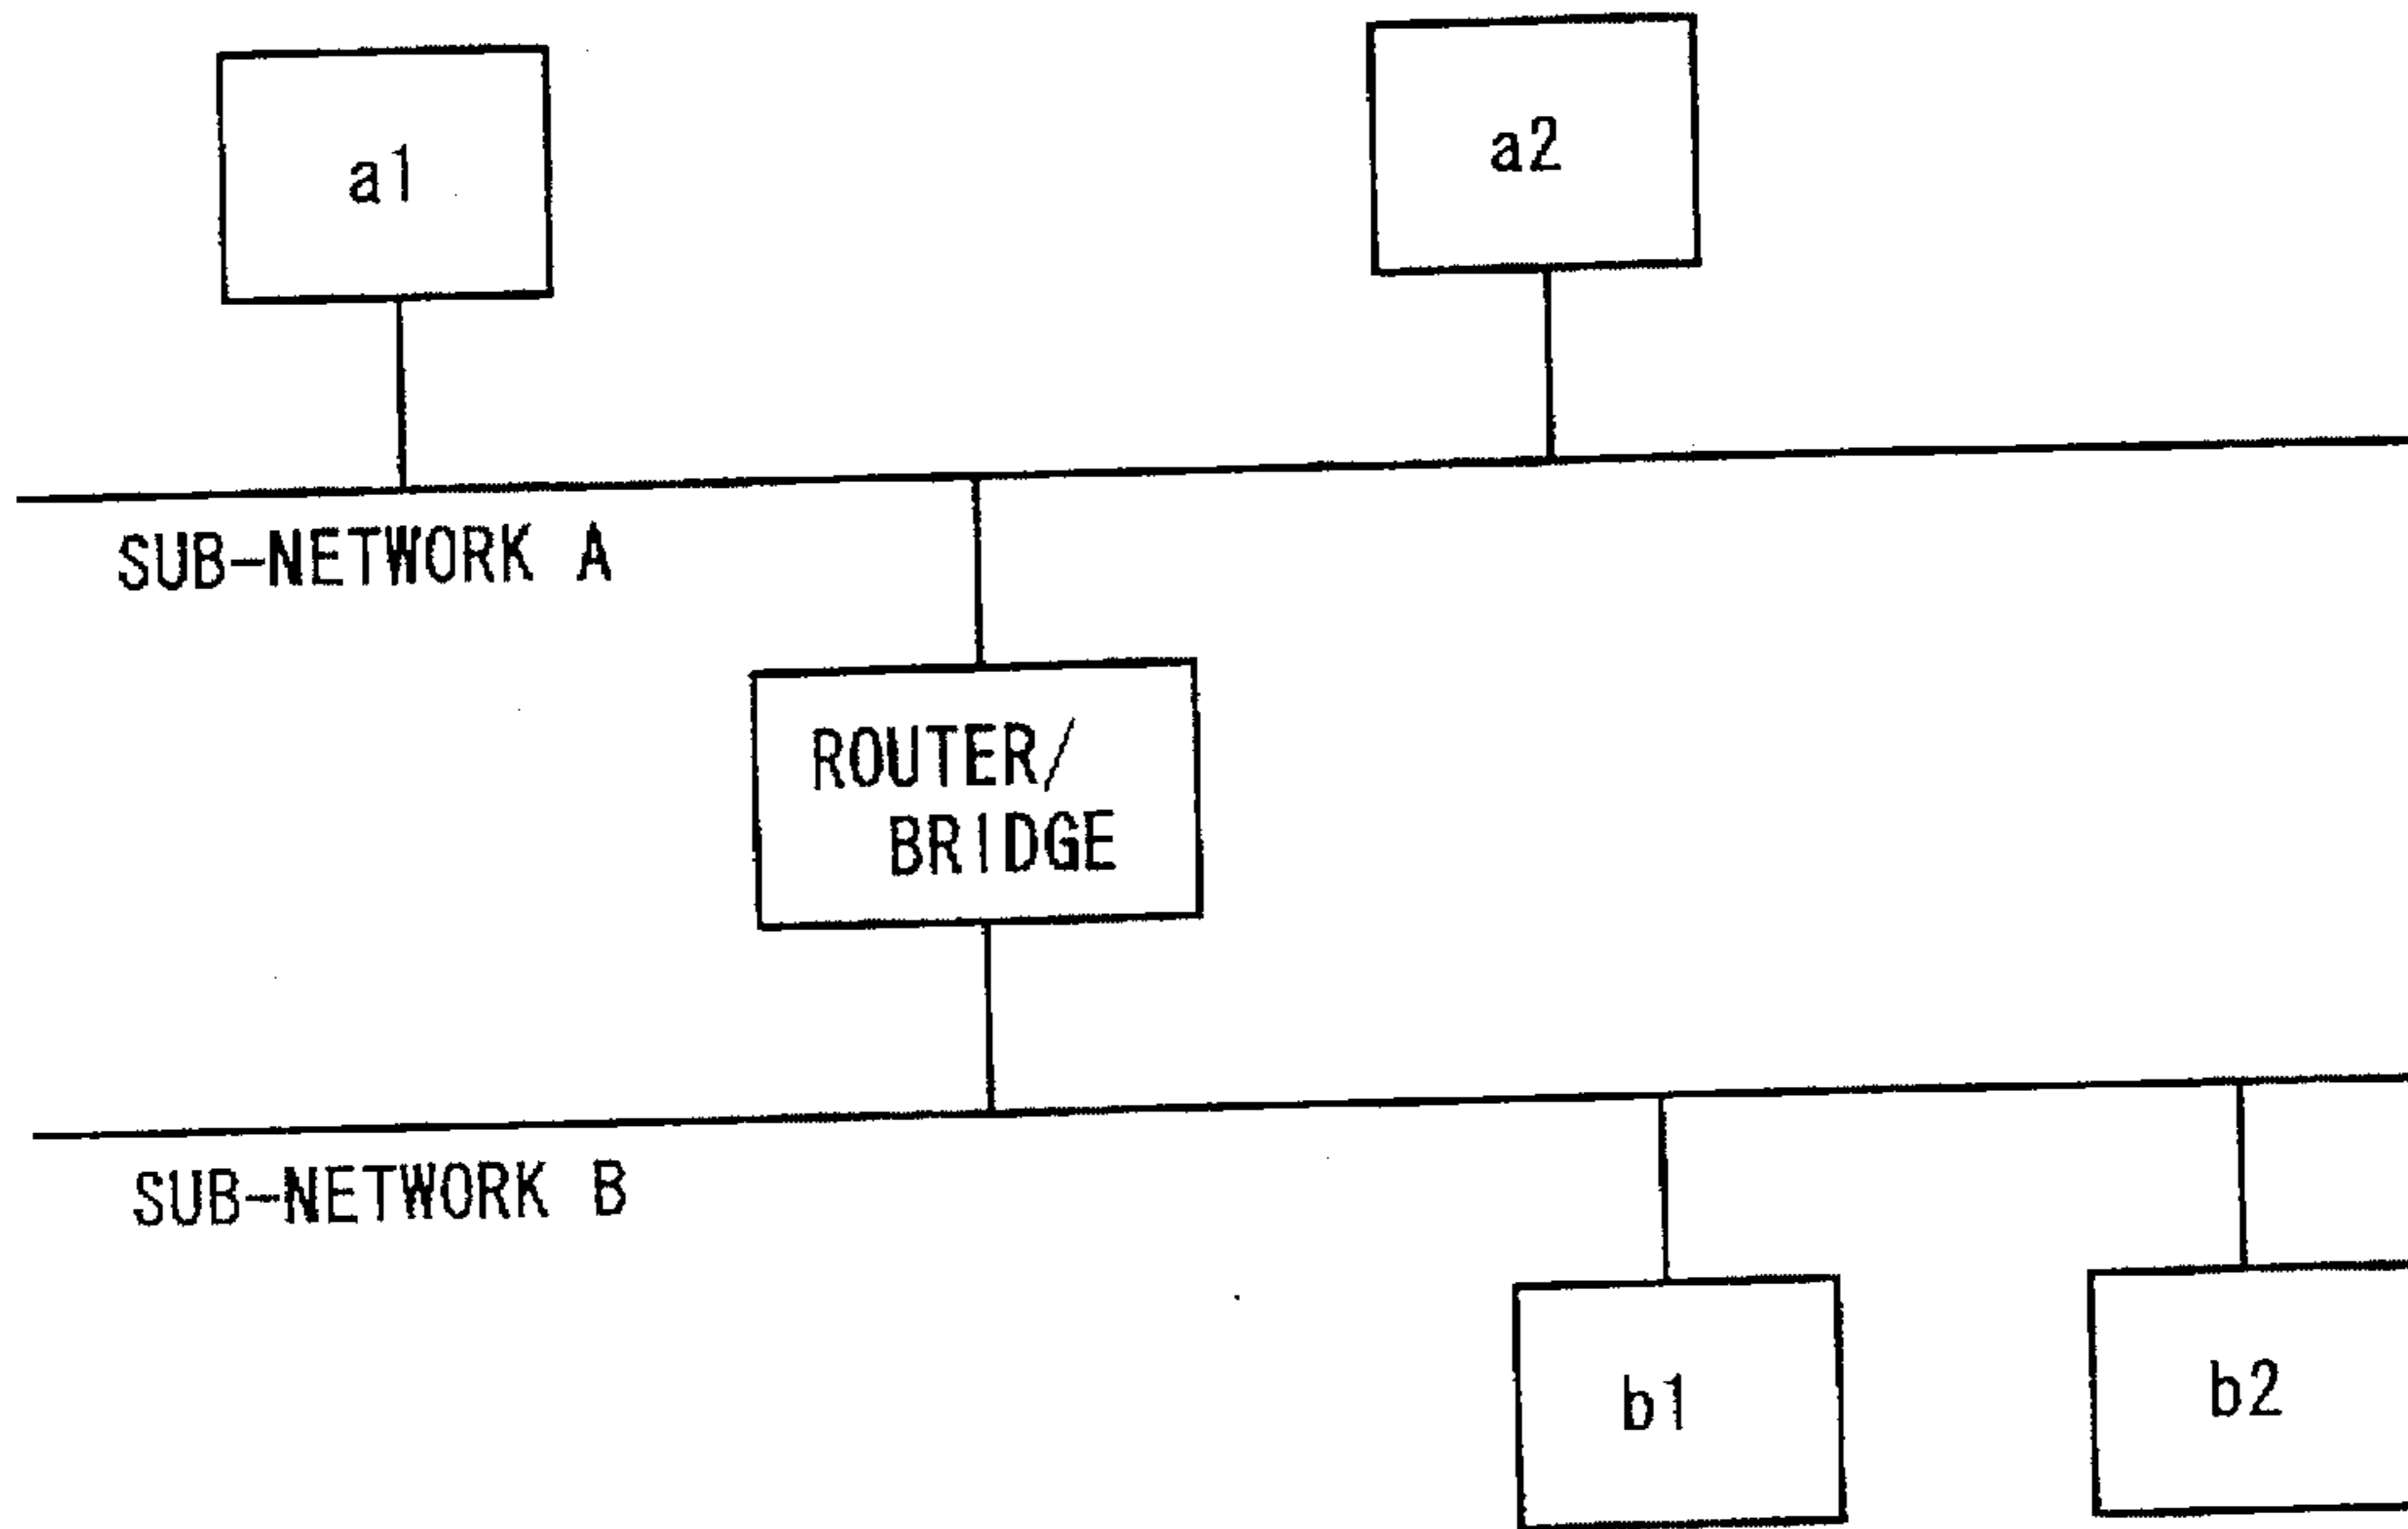 a1
a2
SUB-NETWORK A
ROUTER/
BRIDGE
SUB-NETWORK B
b1
b2